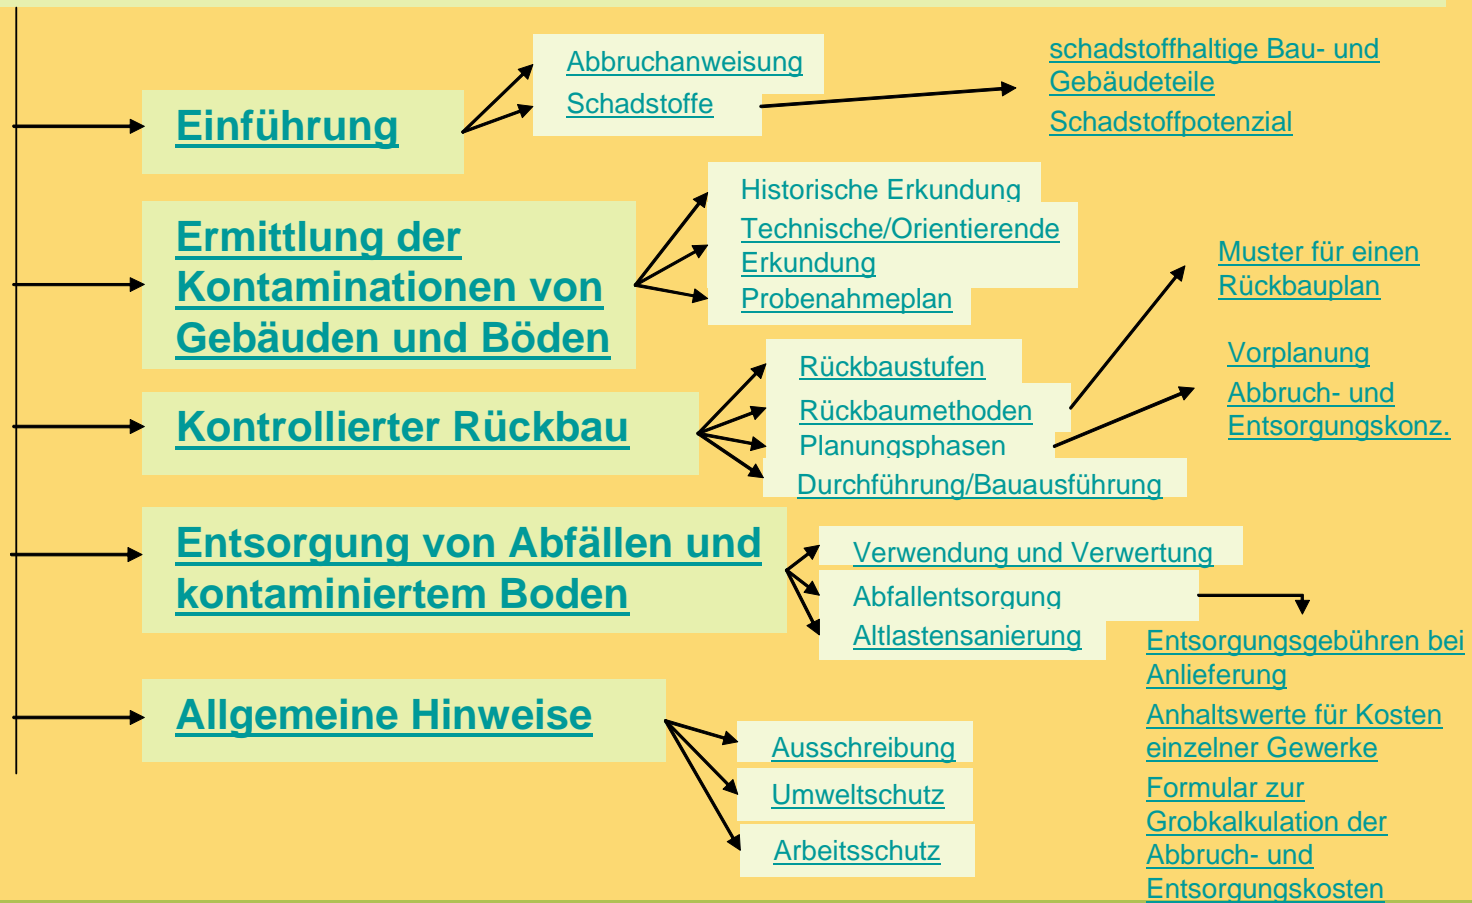 Einführung
Abbruchanweisung
Schadstoffe
schadstoffhaltige Bau- und
Gebäudeteile
Schadstoffpotenzial
Ermittlung der
Kontaminationen von
Gebäuden und Böden
Historische Erkundung
Technische/Orientierende
Erkundung
Probenahmeplan
Kontrollierter Rückbau
Rückbaustufen
Rückbaumethoden
Planungsphasen
Durchführung/Bauausführung
Muster für einen
Rückbauplan
Vorplanung
Abbruch- und
Entsorgungskonz.
Entsorgung von Abfällen und
kontaminiertem Boden
Verwendung und Verwertung
Abfallentsorgung
Altlastensanierung
Entsorgungsgebühren bei
Anlieferung
Anhaltswerte für Kosten
einzelner Gewerke
Formular zur
Grobkalkulation der
Abbruch- und
Entsorgungskosten
Allgemeine Hinweise
Ausschreibung
Umweltschutz
Arbeitsschutz